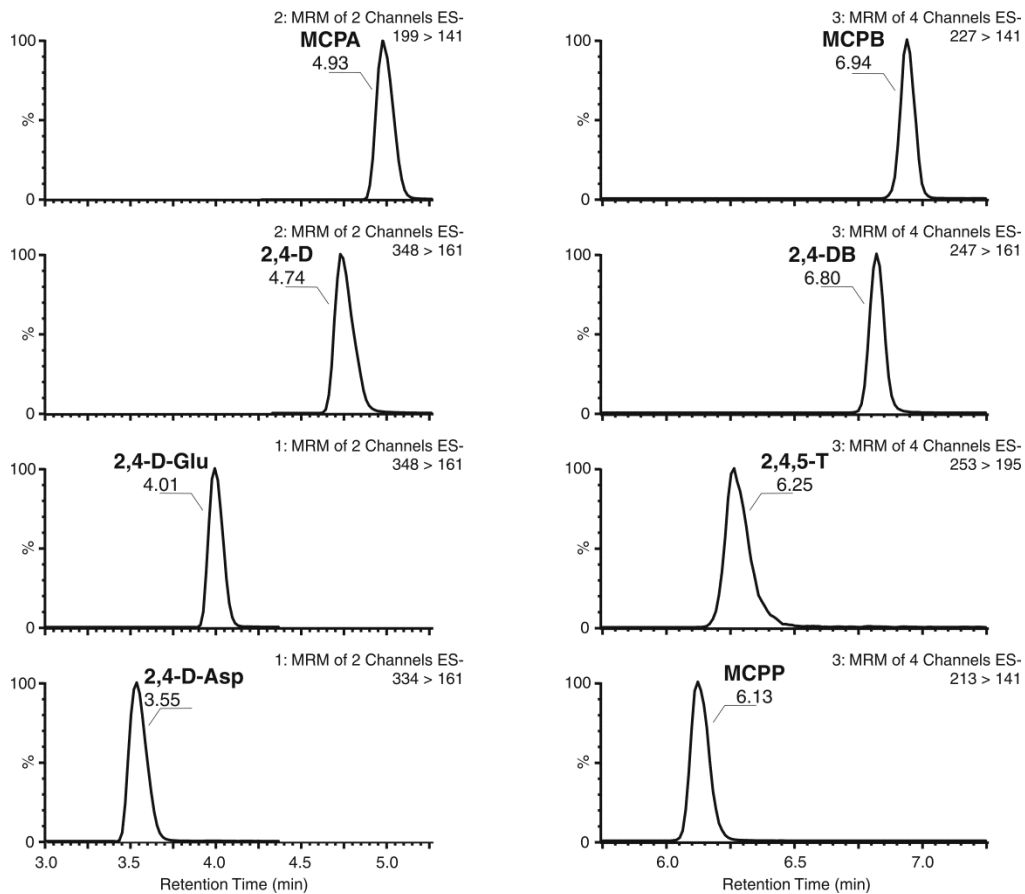 2: MRM of 2 Channels ES-
199 > 141
MCPA
4.93
100
%
0
2: MRM of 2 Channels ES-
348 > 161
2,4-D
4.74
100
%
0
1: MRM of 2 Channels ES-
348 > 161
2,4-D-Glu
4.01
100
%
0
1: MRM of 2 Channels ES-
334 > 161
2,4-D-Asp
3.55
100
%
0
3.0 3.5 4.0 4.5 5.0
Retention Time (min)
3: MRM of 4 Channels ES-
227 > 141
MCPB
6.94
100
%
0
3: MRM of 4 Channels ES-
247 > 161
2,4-DB
6.80
100
%
0
3: MRM of 4 Channels ES-
253 > 195
2,4,5-T
6.25
100
%
0
3: MRM of 4 Channels ES-
213 > 141
MCPP
6.13
100
%
0
6.0 6.5 7.0
Retention Time (min)